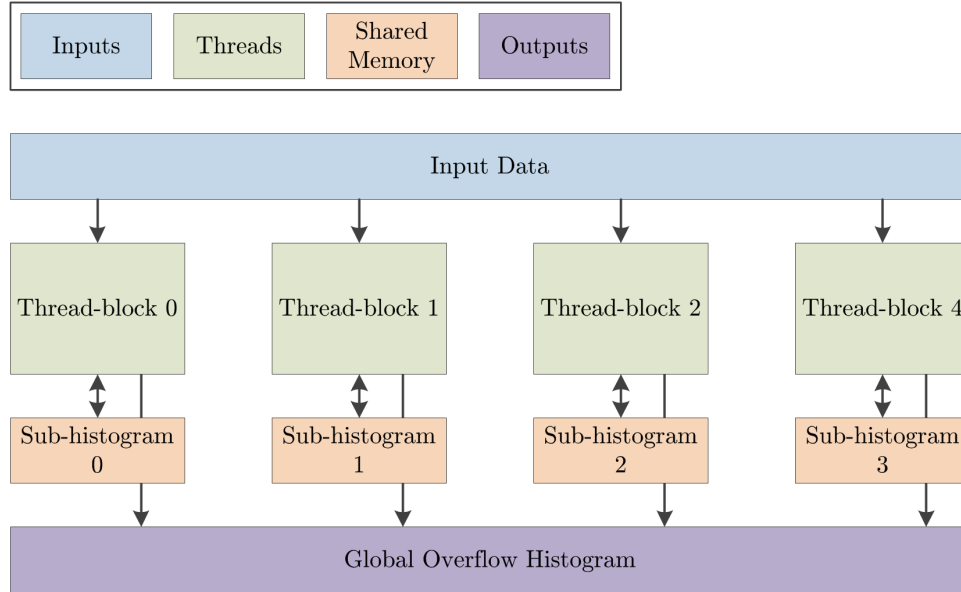 Inputs
Threads
Shared
Memory
Outputs
Input Data
Thread-block 0
Thread-block 1
Thread-block 2
Thread-block 4
Sub-histogram
0
Sub-histogram
1
Sub-histogram
2
Sub-histogram
3
Global Overflow Histogram